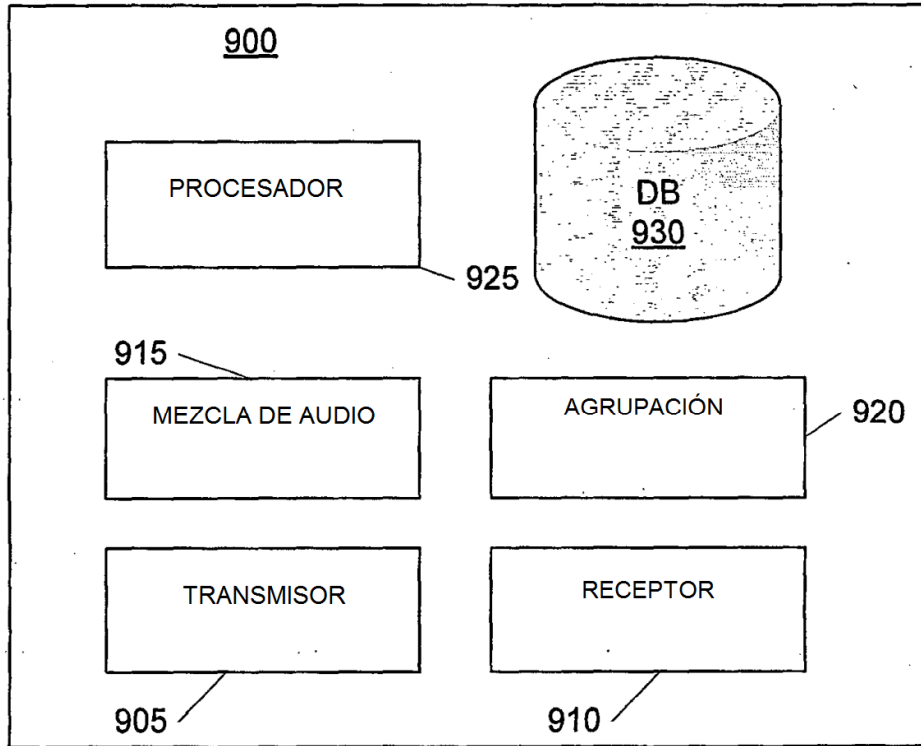 900
PROCESADOR
DB
930
925
915
MEZCLA DE AUDIO
AGRUPACIÓN
920
TRANSMISOR
RECEPTOR
905
910